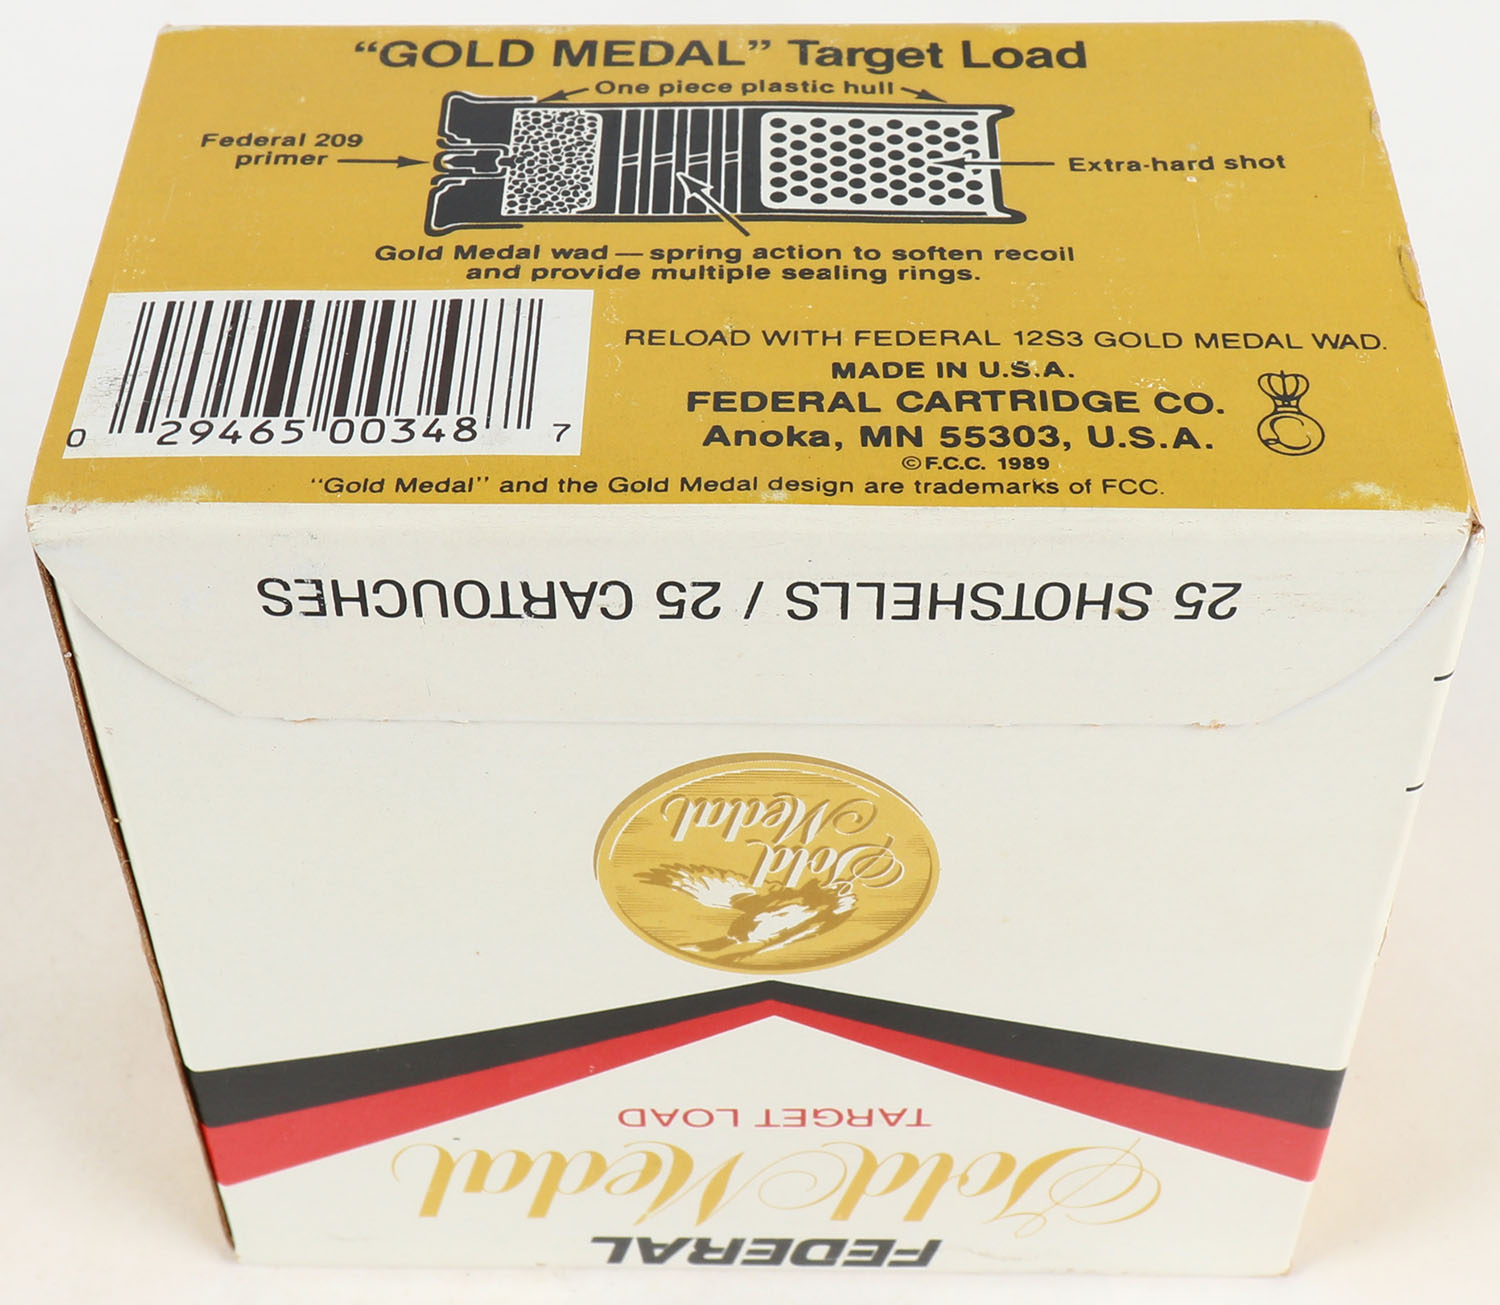 “GOLD MEDAL” Target Load
One piece plastic hull
Federal 209
primer
Extra-hard shot
Gold Medal wad — spring action to soften recoil
and provide multiple sealing rings.
RELOAD WITH FEDERAL 12S3 GOLD MEDAL WAD.
MADE IN U.S.A.
FEDERAL CARTRIDGE CO.
Anoka, MN 55303, U.S.A.
© F.C.C. 1989
0 29465 00348 7
"Gold Medal" and the Gold Medal design are trademarks of FCC.
25 SHOTSHELLS / 25 CARTOUCHES
Gold
Medal
TARGET LOAD
Gold Medal
FEDERAL